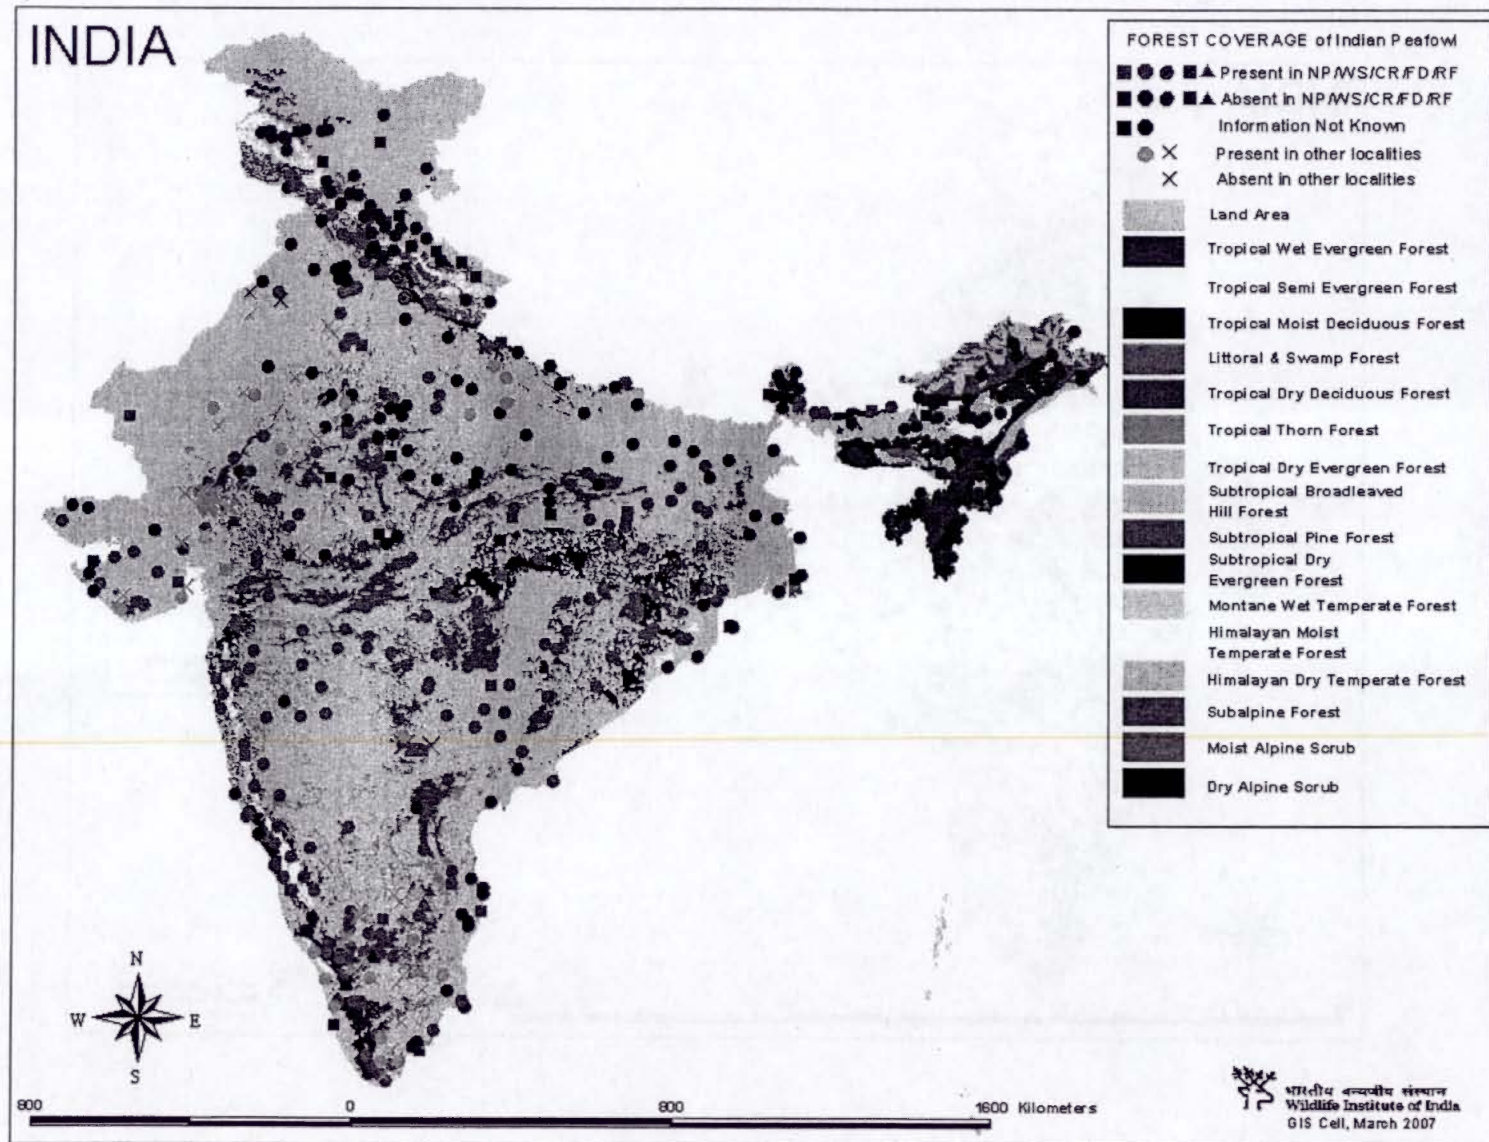 INDIA
FOREST COVERAGE of Indian Peafowl
Present in NP/WS/CR/FD/RF
Absent in NP/WS/CR/FD/RF
Information Not Known
Present in other localities
Absent in other localities
Land Area
Tropical Wet Evergreen Forest
Tropical Semi Evergreen Forest
Tropical Moist Deciduous Forest
Littoral & Swamp Forest
Tropical Dry Deciduous Forest
Tropical Thorn Forest
Tropical Dry Evergreen Forest
Subtropical Broadleaved
Hill Forest
Subtropical Pine Forest
Subtropical Dry
Evergreen Forest
Montane Wet Temperate Forest
Himalayan Moist
Temperate Forest
Himalayan Dry Temperate Forest
Subalpine Forest
Moist Alpine Scrub
Dry Alpine Scrub
N
W E
S
800 0 800 1600 Kilometers
भारतीय वन्यजीव संस्थान
Wildlife Institute of India
GIS Cell, March 2007